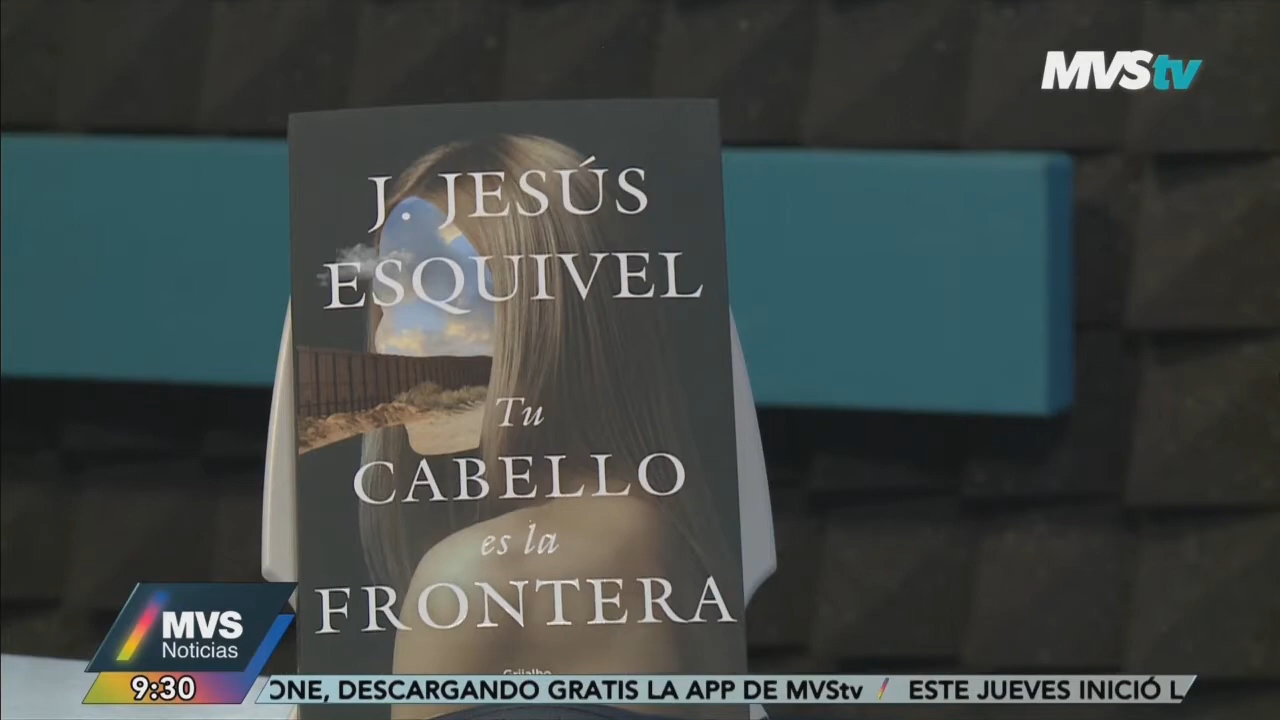 MVStv
J. JESÚS
ESQUIVEL
Tu
CABELLO
es la
FRONTERA
Grijalbo
MVS
Noticias
9:30
ONE, DESCARGANDO GRATIS LA APP DE MVStv / ESTE JUEVES INICIÓ L